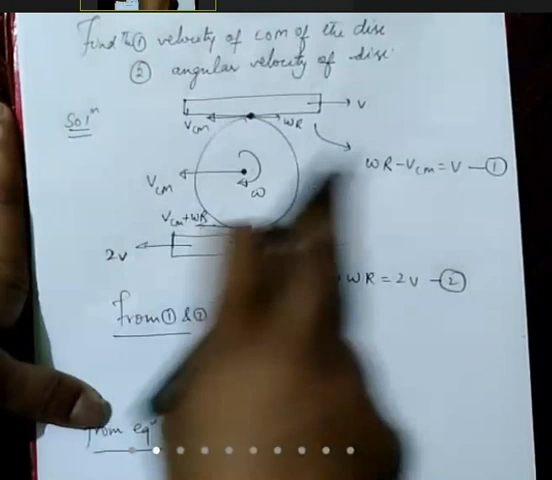 Find the ① velocity of com of the disc
② angular velocity of disc
Solⁿ
V
Vcm
ωR
ωR - Vcm = V - ①
Vcm
ω
Vcm + ωR
2V
ωR = 2V - ②
from ① & ②
from eqⁿ